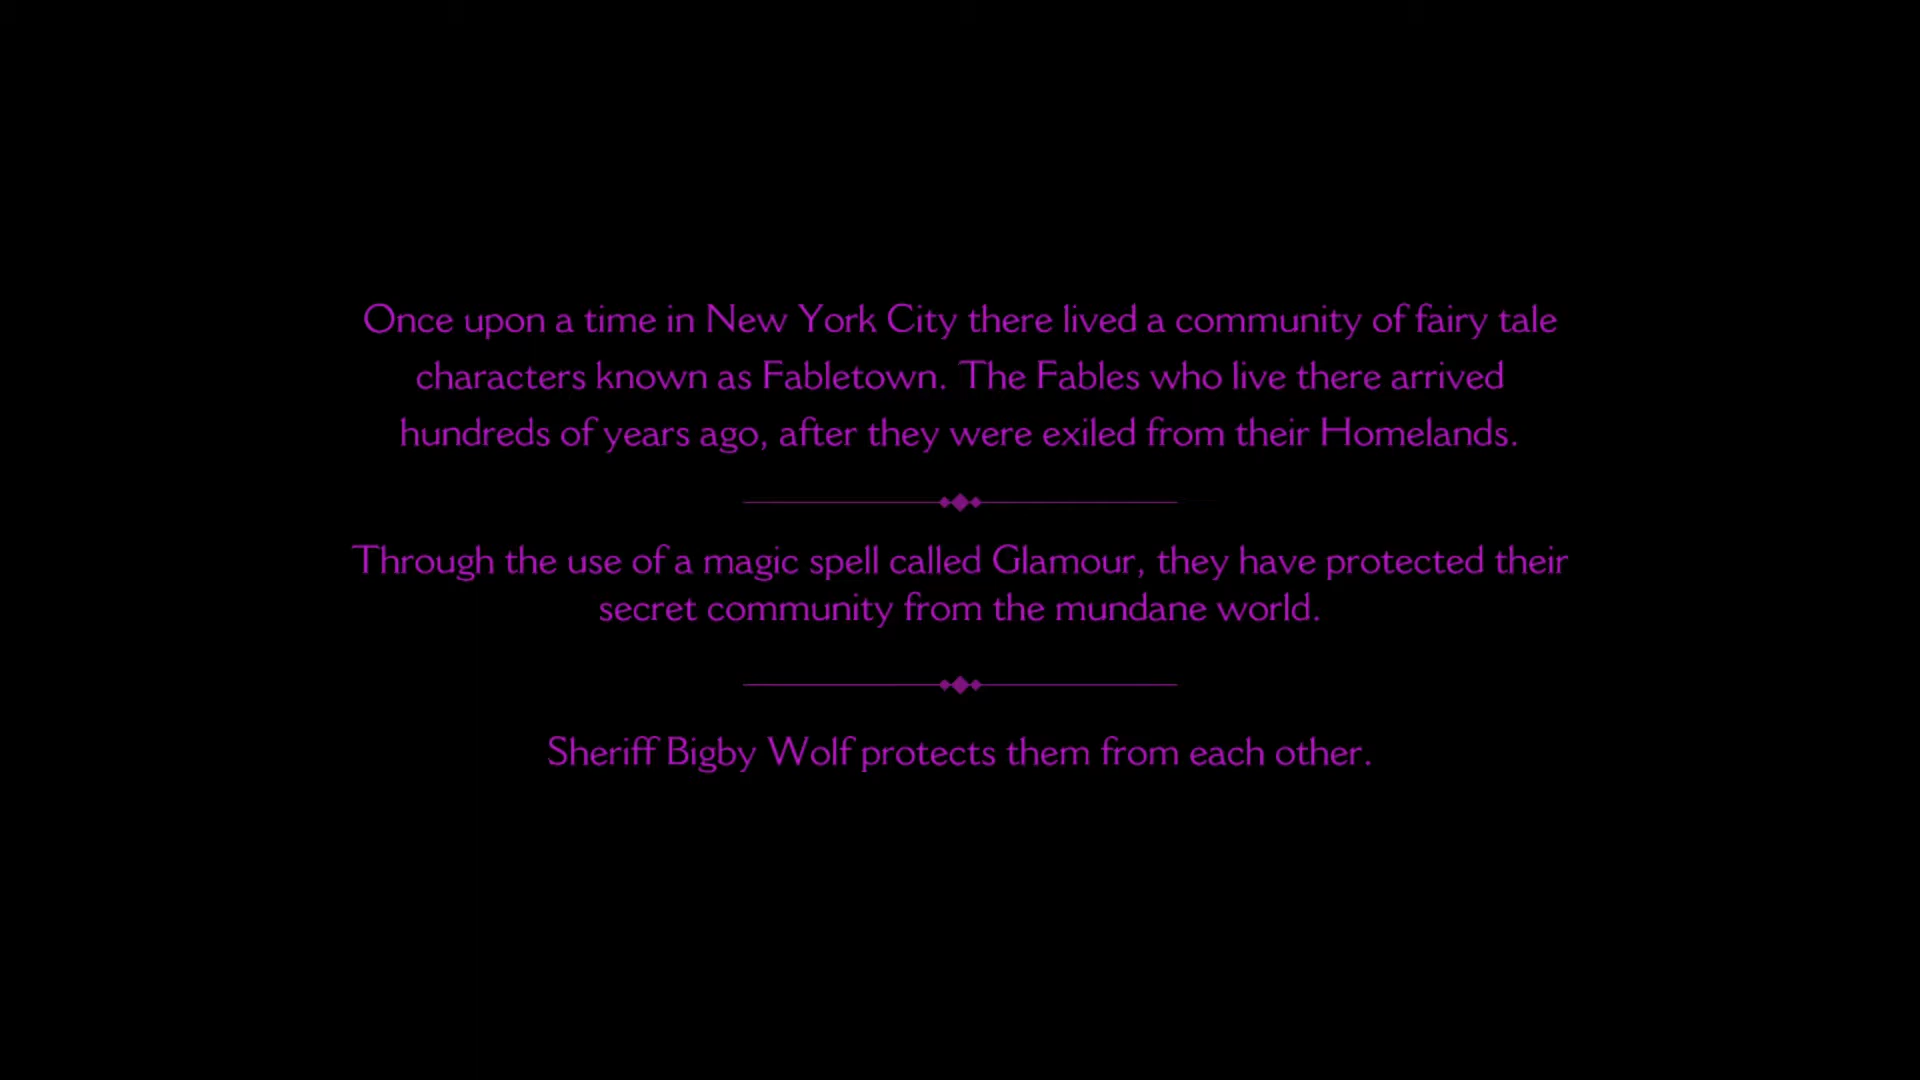 Once upon a time in New York City there lived a community of fairy tale
characters known as Fabletown. The Fables who live there arrived
hundreds of years ago, after they were exiled from their Homelands.
Through the use of a magic spell called Glamour, they have protected their
secret community from the mundane world.
Sheriff Bigby Wolf protects them from each other.